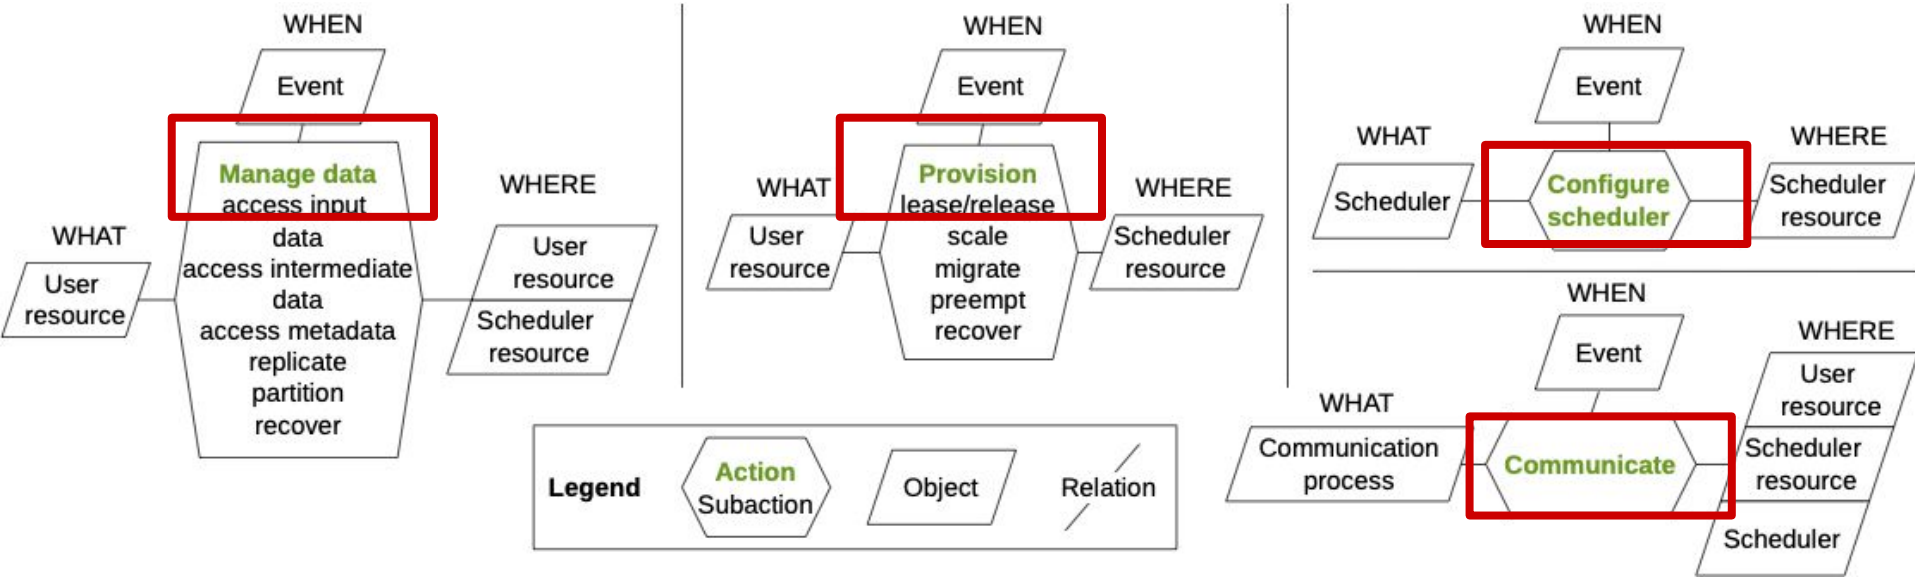 WHEN
Event
Manage data
access input
data
access intermediate
data
access metadata
replicate
partition
recover
WHAT
User
resource
WHERE
User
resource
Scheduler
resource
WHEN
Event
WHAT
User
resource
Provision
lease/release
scale
migrate
preempt
recover
WHERE
Scheduler
resource
WHEN
Event
WHAT
Scheduler
Configure
scheduler
WHERE
Scheduler
resource
WHEN
Event
WHAT
Communication
process
Communicate
WHERE
User
resource
Scheduler
resource
Scheduler
Legend
Action
Subaction
Object
Relation